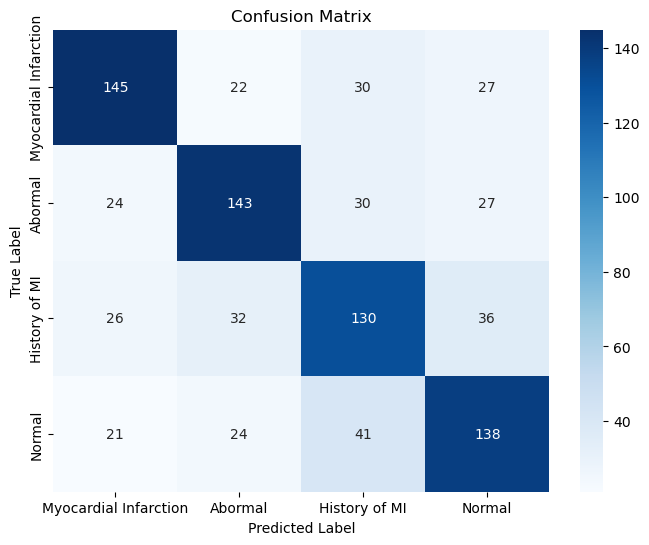 Confusion Matrix
True Label
Myocardial Infarction
145 22 30 27
Abormal
24 143 30 27
History of MI
26 32 130 36
Normal
21 24 41 138
Myocardial Infarction Abormal History of MI Normal
Predicted Label
140
120
100
80
60
40